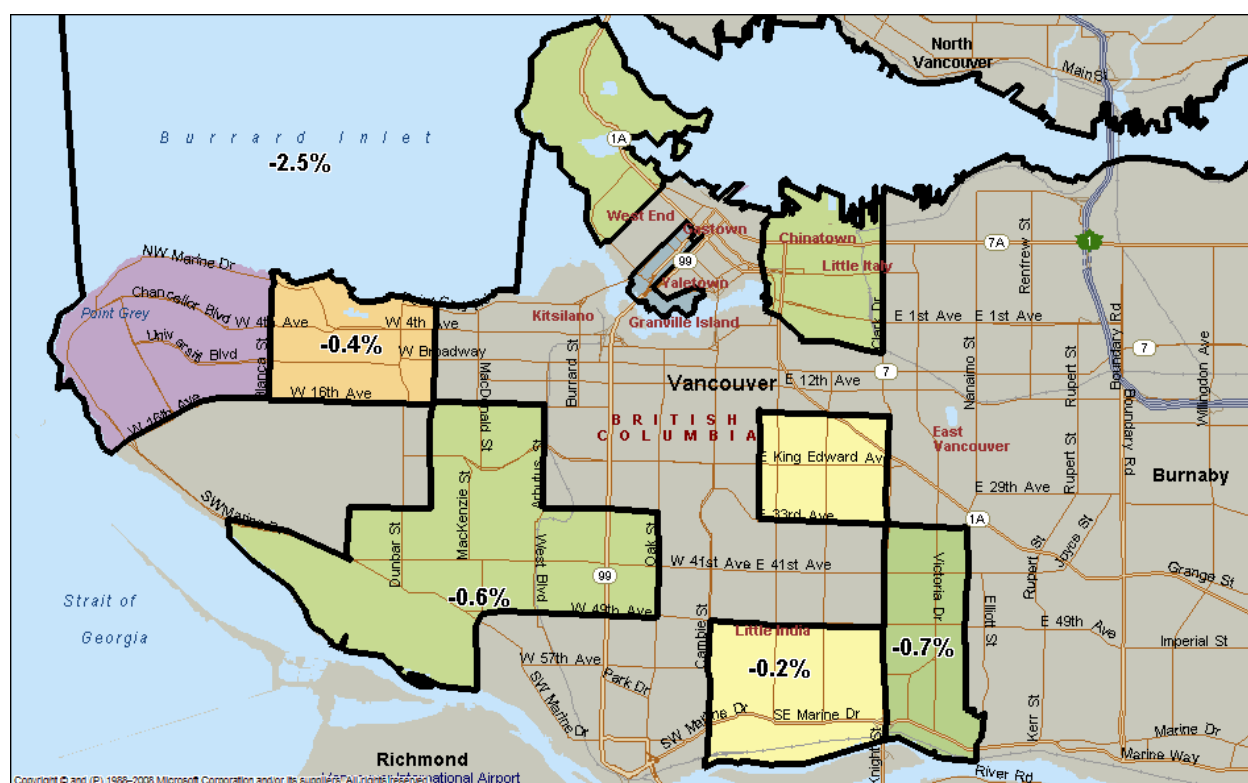 North
Vancouver
Main St
Burrard Inlet
-2.5%
1A
West End
Chinatown
7A
1
Renfrew St
NW Marine Dr
99
Little Italy
Yaletown
Point Grey
Chancellor Blvd
W 4th Ave
W 4th Ave
Kitsilano
Granville Island
Clark Dr
E 1st Ave
E 1st Ave
Boundary Rd
Blvd
-0.4%
W Broadway
7
7
Willingdon Ave
W 16th Ave
W 16th Ave
MacDonald St
Burrard St
Vancouver
E 12th Ave
Nanaimo St
Rupert St
Boundary Rd
BRITISH
COLUMBIA
East
Vancouver
E King Edward Ave
Burnaby
SW Marine Dr
MacKenzie St
Arbutus St
E 29th Ave
Rupert St
E 33rd Ave
1A
Dunbar St
West Blvd
Oak St
W 41st Ave
E 41st Ave
Victoria Dr
Rupert St
Joyce St
Grange St
99
Strait of
Georgia
-0.6%
W 49th Ave
Elliott St
E 49th Ave
Imperial St
Cambie St
Little India
-0.7%
W 57th Ave
-0.2%
Park Dr
SW Marine Dr
SW Marine Dr
SE Marine Dr
Knight St
Kerr St
Marine Dr
Marine Way
Richmond
River Rd
International Airport